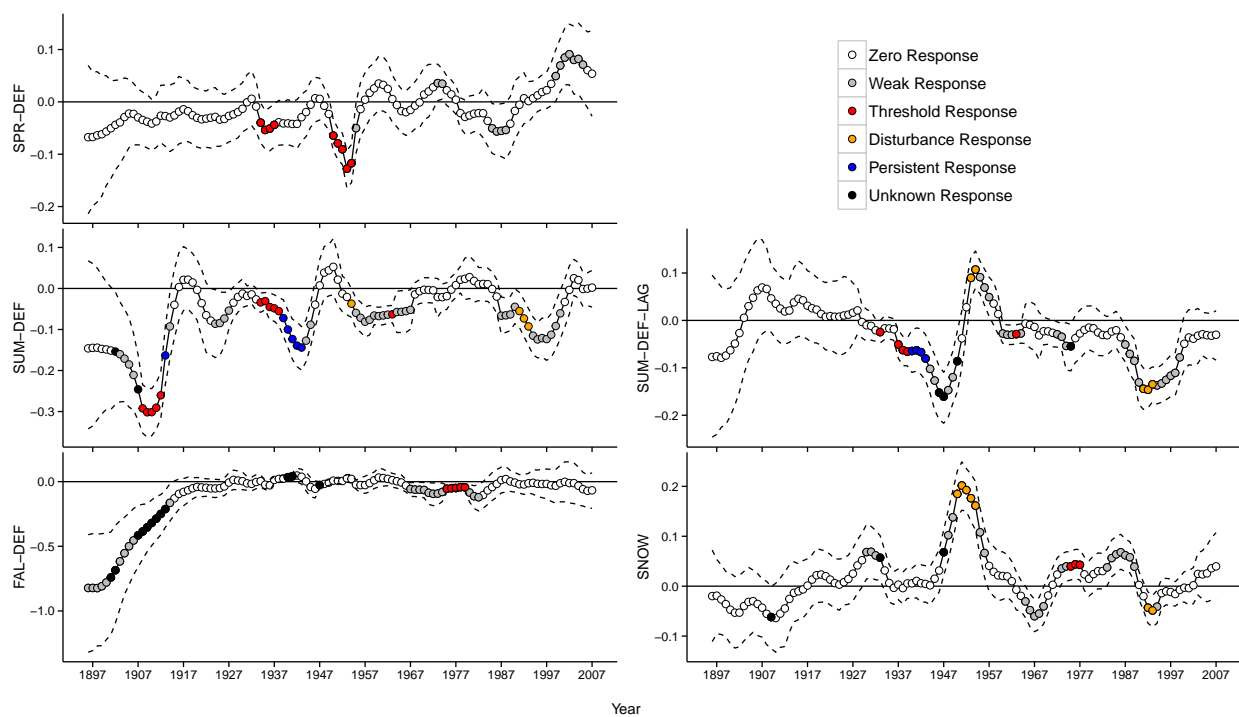 SPR−DEF
0.1
0.0
−0.1
−0.2
Zero Response
Weak Response
Threshold Response
Disturbance Response
Persistent Response
Unknown Response
SUM−DEF
0.1
0.0
−0.1
−0.2
−0.3
SUM−DEF−LAG
0.1
0.0
−0.1
−0.2
FAL−DEF
0.0
−0.5
−1.0
1897 1907 1917 1927 1937 1947 1957 1967 1977 1987 1997 2007
SNOW
0.2
0.1
0.0
−0.1
1897 1907 1917 1927 1937 1947 1957 1967 1977 1987 1997 2007
Year